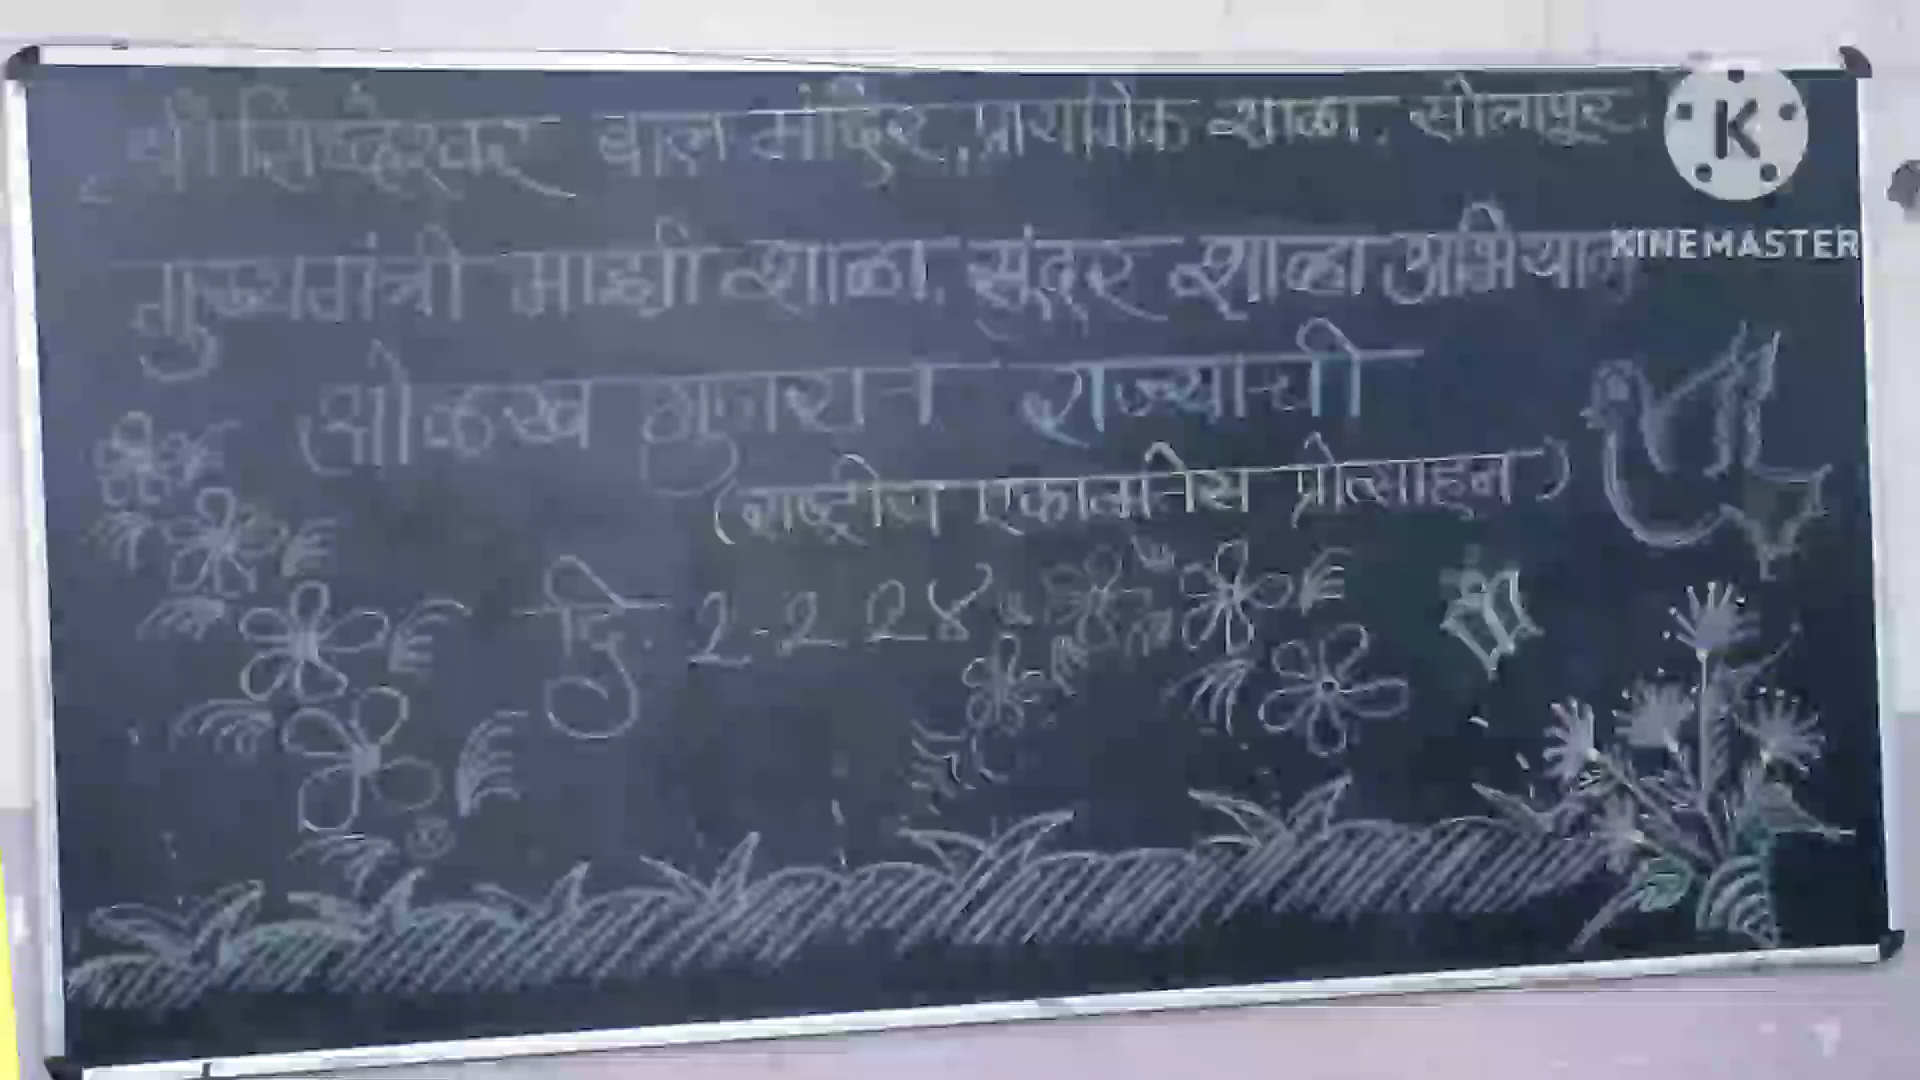 श्री सिध्देश्वर बाल मंदिर, प्राथमिक शाळा, सोलापूर.
मुख्यमंत्री माझी शाळा, सुंदर शाळा अभियान
ओळख गुजरात राज्याची
(राष्ट्रीय एकात्मतेस प्रोत्साहन)
दि. 2-2 24
K
KINEMASTER